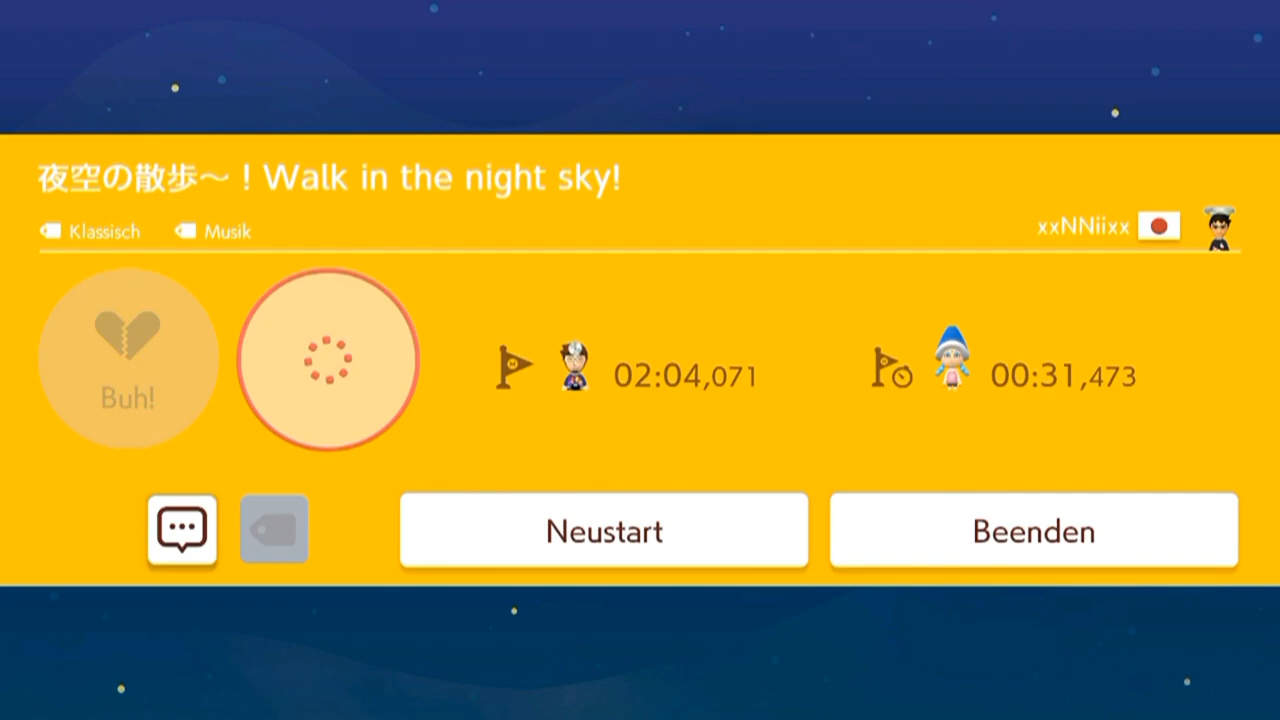 夜空の散歩～！Walk in the night sky!
Klassisch Musik
xxNNiixx
Buh!
02:04,071
00:31,473
Neustart Beenden